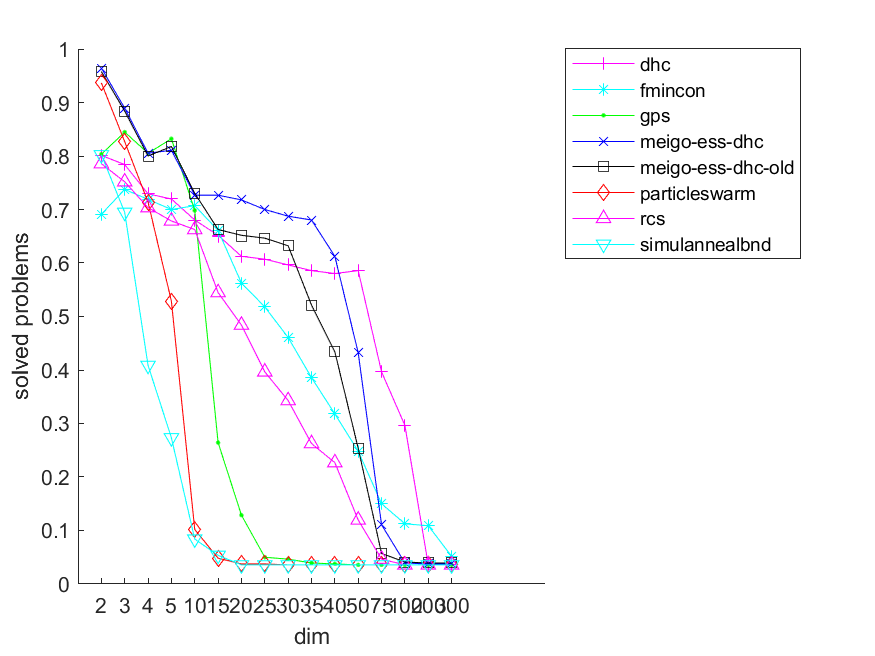 1
0.9
0.8
0.7
0.6
0.5
0.4
0.3
0.2
0.1
0
solved problems
2 3 4 5 10 15 20 25 30 35 40 50 75 100 200 300
dim
dhc
fmincon
gps
meigo-ess-dhc
meigo-ess-dhc-old
particleswarm
rcs
simulannealbnd